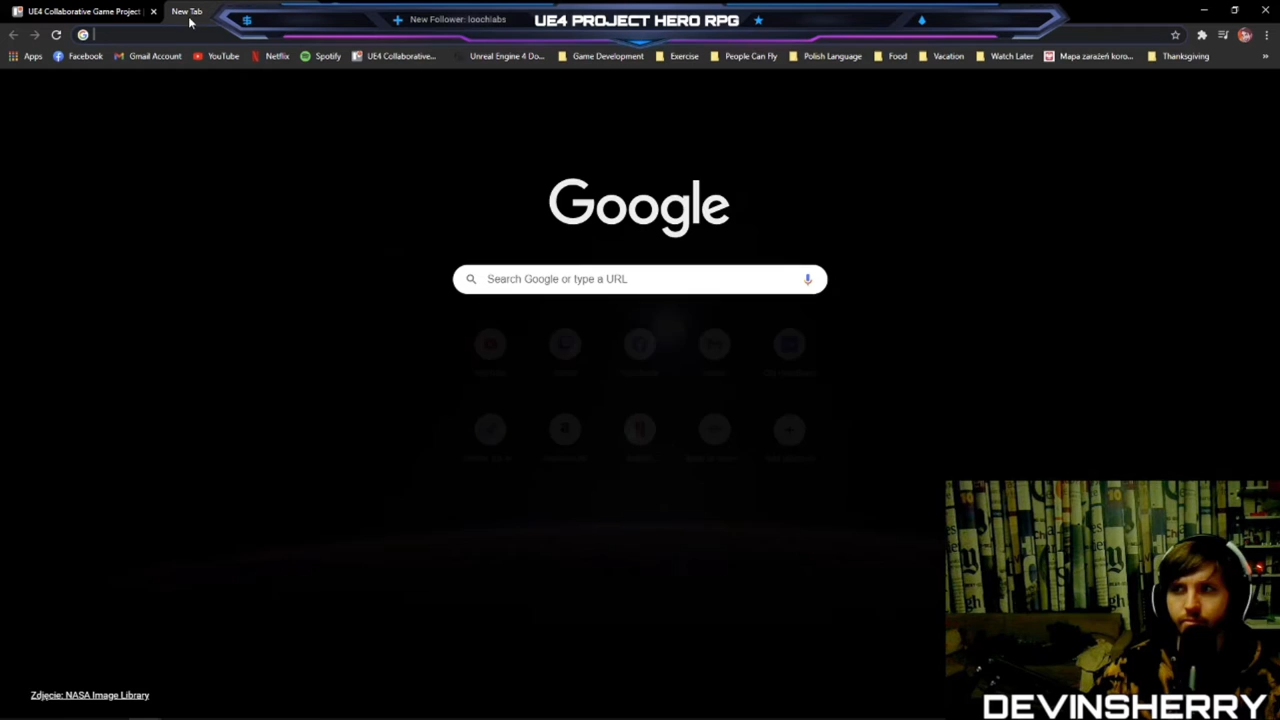 UE4 Collaborative Game Project
New Tab
New Follower: loochlabs
UE4 PROJECT HERO RPG
Apps
Facebook
Gmail Account
YouTube
Netflix
Spotify
UE4 Collaborative...
Unreal Engine 4 Do...
Game Development
Exercise
People Can Fly
Polish Language
Food
Vacation
Watch Later
Mapa zarażeń koro...
Thanksgiving
Google
Search Google or type a URL
Zdjęcie: NASA Image Library
DEVINSHERRY